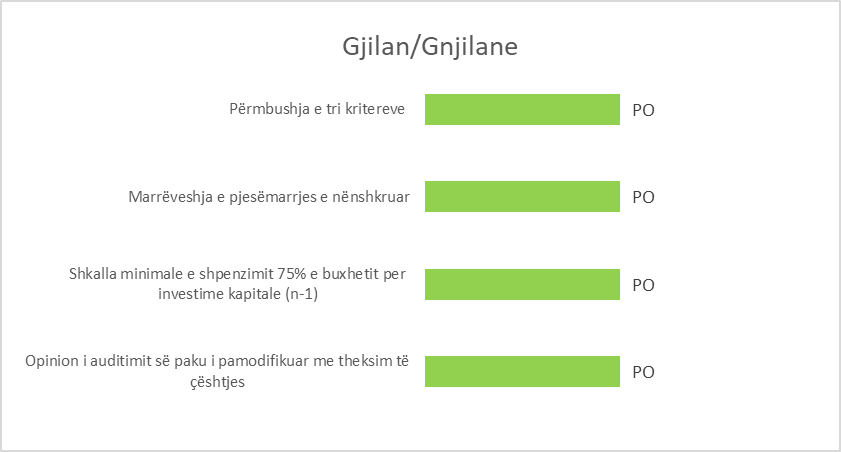 Gjilan/Gnjilane
Përmbushja e tri kritereve
PO
Marrëveshja e pjesëmarrjes e nënshkruar
PO
Shkalla minimale e shpenzimit 75% e buxhetit per
investime kapitale (n-1)
PO
Opinion i auditimit së paku i pamodifikuar me theksim të
çështjes
PO